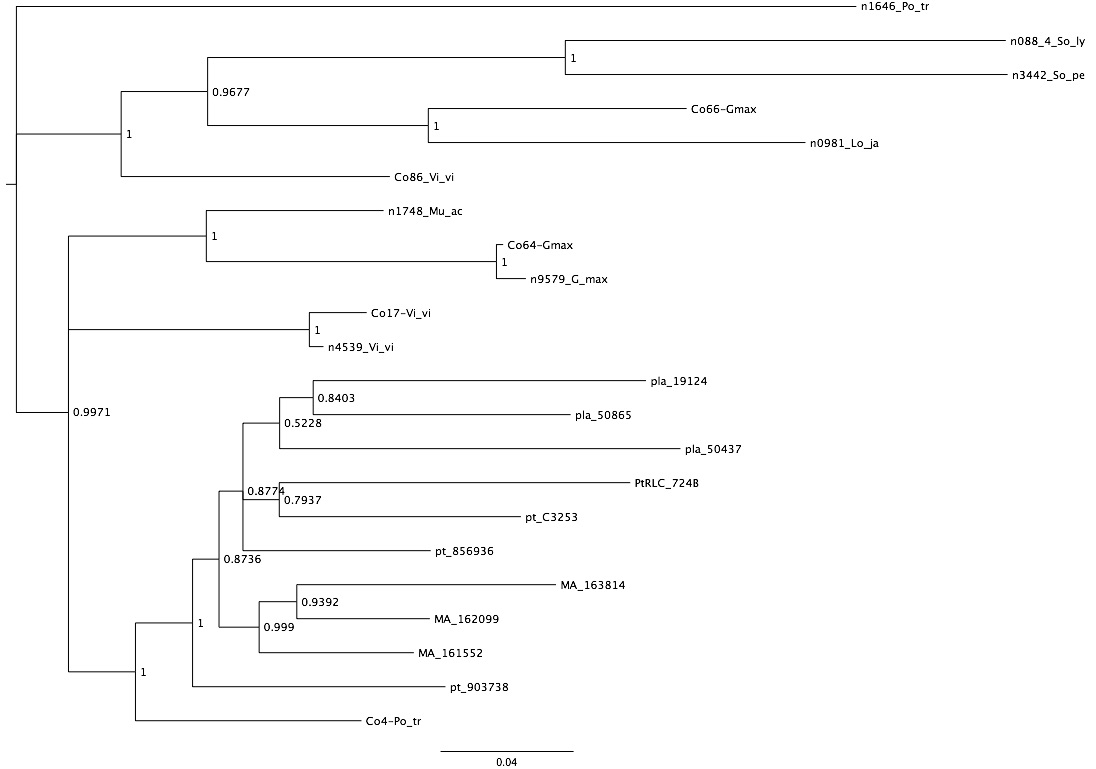 n1646_Po_tr
n088_4_So_ly
1
n3442_So_pe
0.9677
Co66-Gmax
1
1
n0981_Lo_ja
Co86_Vi_vi
n1748_Mu_ac
1
Co64-Gmax
1
n9579_G_max
Co17-Vi_vi
1
n4539_Vi_vi
pla_19124
0.8403
0.9971
pla_50865
0.5228
pla_50437
PtRLC_724B
0.8774
0.7937
pt_C3253
pt_856936
0.8736
MA_163814
0.9392
MA_162099
1
0.999
MA_161552
1
pt_903738
Co4-Po_tr
0.04